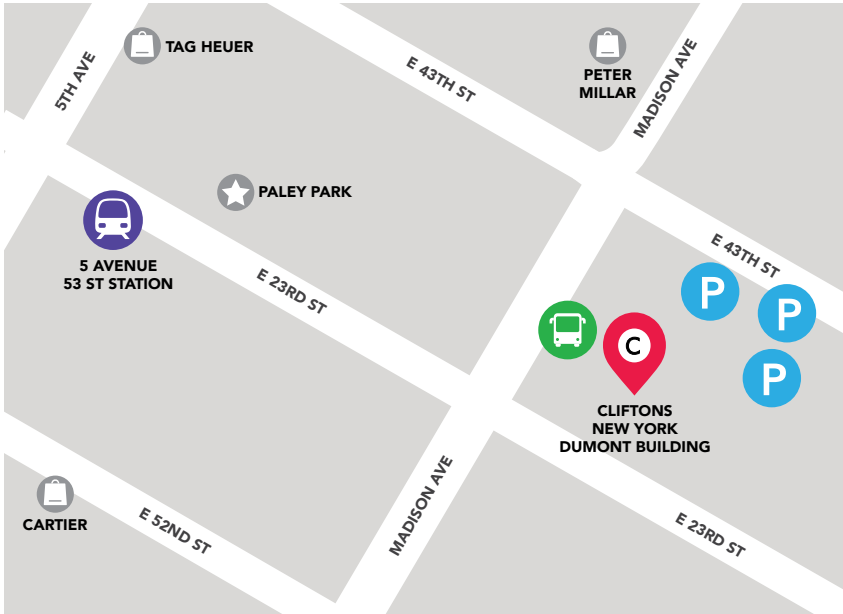 TAG HEUER
5TH AVE
E 43TH ST
PETER
MILLAR
MADISON AVE
PALEY PARK
5 AVENUE
53 ST STATION
E 23RD ST
E 43TH ST
P
P
P
C
CLIFTONS
NEW YORK
DUMONT BUILDING
CARTIER
E 52ND ST
MADISON AVE
E 23RD ST